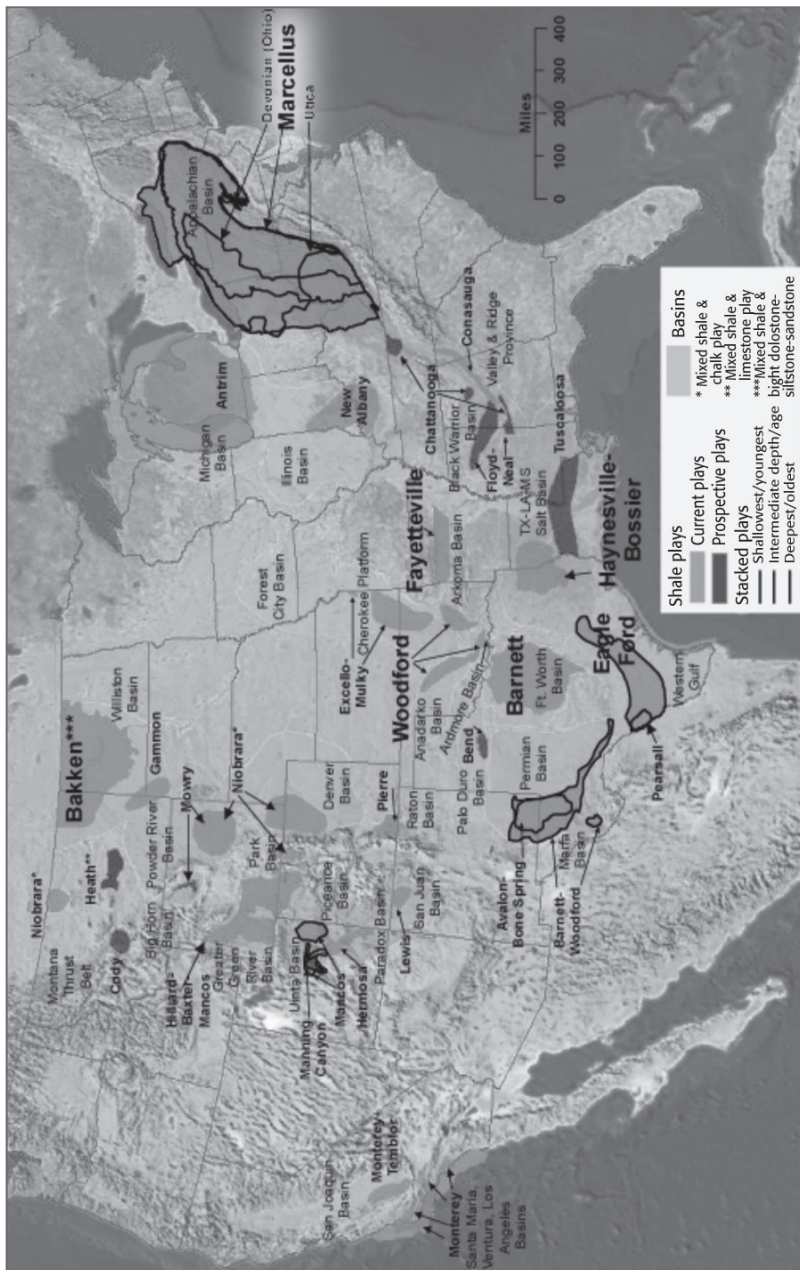 Montana
Thrust
Belt
Niobrara*
Heath**
Cody
Bakken***
Williston
Basin
Gammon
Mowry
Powder River
Basin
Big Horn
Basin
Hilliard-
Baxter-
Mancos
Greater
Green
River
Basin
Niobrara*
Park
Basin
Denver
Basin
Uinta Basin
Piceance
Basin
Manning
Canyon
Mancos
Hermosa
Paradox Basin
Pierre
Raton
Basin
Lewis
San Juan
Basin
San Joaquin
Basin
Monterey-
Temblor
Monterey
Santa Maria,
Ventura, Los
Angeles
Basins
Forest
City Basin
Excello-
Mulky
Cherokee Platform
Woodford
Anadarko
Basin
Ardmore Basin
Arkoma Basin
Fayetteville
Palo Duro
Basin
Bend
Barnett
Ft. Worth
Basin
Permian
Basin
Avalon-
Bone Spring
Barnett-
Woodford
Marfa
Basin
Pearsall
Eagle
Ford
Western
Gulf
Haynesville-
Bossier
TX-LA-MS
Salt Basin
Tuscaloosa
Michigan
Basin
Antrim
Illinois
Basin
New
Albany
Chattanooga
Black Warrior
Basin
Floyd-
Neal
Conasauga
Valley & Ridge
Province
Appalachian
Basin
Devonian (Ohio)
Marcellus
Utica
Miles
0 100 200 300 400
Shale plays
Current plays
Prospective plays
Stacked plays
Shallowest/youngest
Intermediate depth/age
Deepest/oldest
Basins
* Mixed shale &
chalk play
** Mixed shale &
limestone play
***Mixed shale &
bight dolostone-
siltstone-sandstone